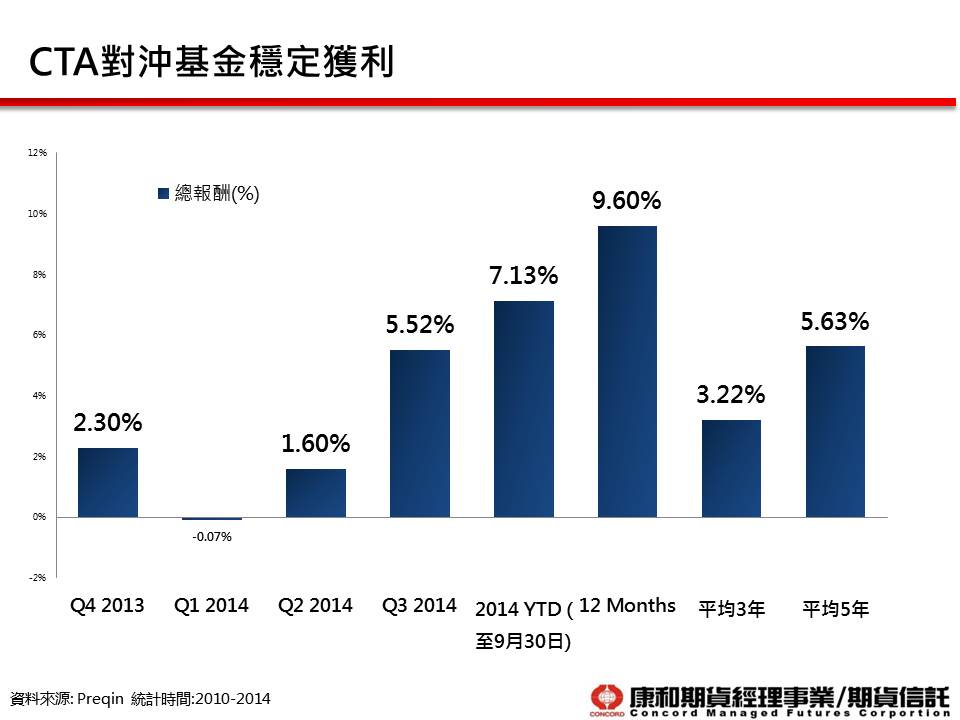 CTA對沖基金穩定獲利
12%
總報酬(%)
10%
8%
6%
4%
2%
0%
-2%
2.30%
-0.07%
1.60%
5.52%
7.13%
9.60%
3.22%
5.63%
Q4 2013
Q1 2014
Q2 2014
Q3 2014
2014 YTD (
至9月30日)
12 Months
平均3年
平均5年
資料來源: Preqin 統計時間:2010-2014
CONCORD
康和期貨經理事業/期貨信託
Concord Managed Futures Corportion